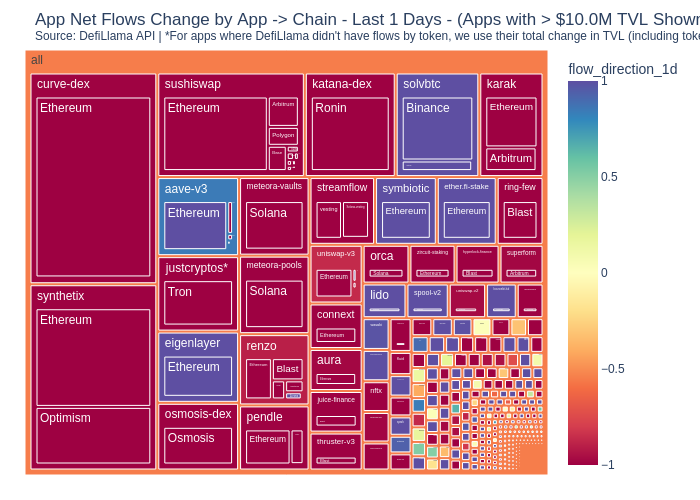 App Net Flows Change by App -> Chain - Last 1 Days - (Apps with > $10.0M TVL Shown
Source: DefiLlama API | *For apps where DefiLlama didn't have flows by token, we use their total change in TVL (including toke
all
flow_direction_1d
curve-dex
Ethereum
sushiswap
Ethereum
Arbitrum
Polygon
Base
katana-dex
Ronin
solvbtc
Binance
karak
Ethereum
Arbitrum
aave-v3
Ethereum
meteora-vaults
Solana
streamflow
vesting
symbiotic
Ethereum
ether.fi-stake
Ethereum
ring-few
Blast
justcryptos*
Tron
meteora-pools
Solana
uniswap-v3
Ethereum
orca
Solana
zircuit-staking
Ethereum
hyperlock-finance
Blast
superform
Arbitrum
synthetix
Ethereum
Optimism
lido
spool-v2
connext
Ethereum
eigenlayer
Ethereum
renzo
Ethereum
Blast
aura
nftx
juice-finance
osmosis-dex
Osmosis
pendle
Ethereum
thruster-v3
Blast
1
0.5
0
−0.5
−1